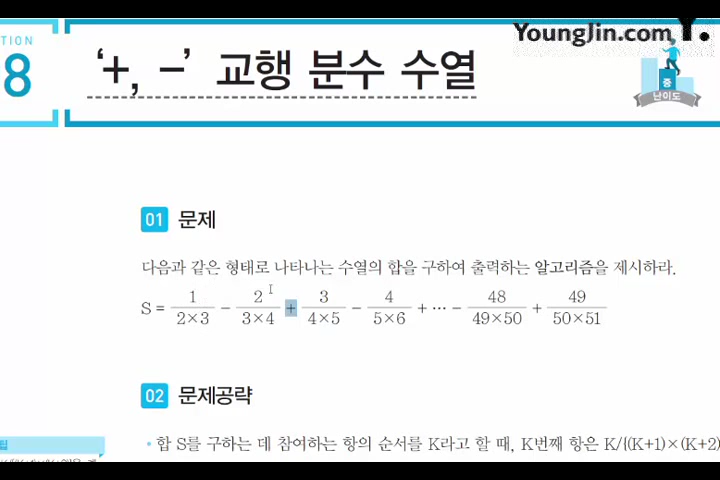 YoungJin.com Y.
TION
8
‘+, −’ 교행 분수 수열
중
난이도
01 문제
다음과 같은 형태로 나타나는 수열의 합을 구하여 출력하는 알고리즘을 제시하라.
S = 1/(2×3) − 2/(3×4) + 3/(4×5) − 4/(5×6) + ··· − 48/(49×50) + 49/(50×51)
02 문제공략
• 합 S를 구하는 데 참여하는 항의 순서를 K라고 할 때, K번째 항은 K/{(K+1)×(K+2)
팁